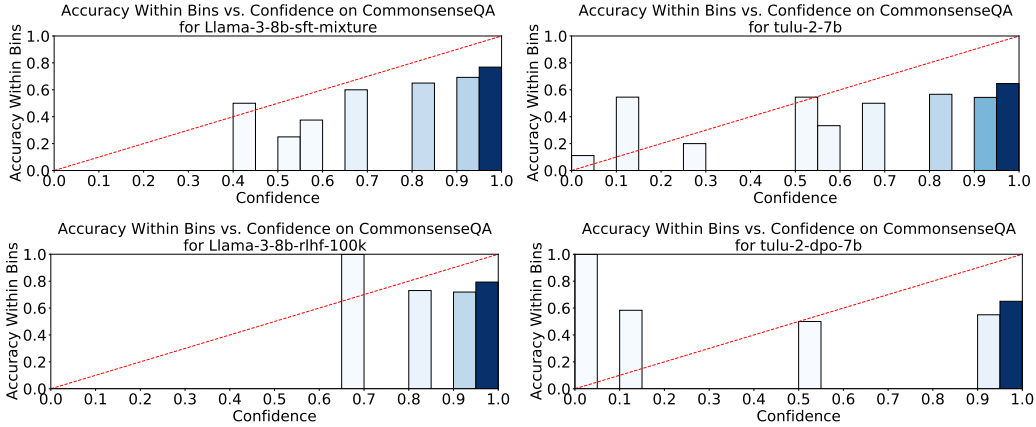 Accuracy Within Bins vs. Confidence on CommonsenseQA
for Llama-3-8b-sft-mixture
Accuracy Within Bins
1.0
0.8
0.6
0.4
0.2
0.0
0.0 0.1 0.2 0.3 0.4 0.5 0.6 0.7 0.8 0.9 1.0
Confidence
Accuracy Within Bins vs. Confidence on CommonsenseQA
for tulu-2-7b
Accuracy Within Bins
1.0
0.8
0.6
0.4
0.2
0.0
0.0 0.1 0.2 0.3 0.4 0.5 0.6 0.7 0.8 0.9 1.0
Confidence
Accuracy Within Bins vs. Confidence on CommonsenseQA
for Llama-3-8b-rlhf-100k
Accuracy Within Bins
1.0
0.8
0.6
0.4
0.2
0.0
0.0 0.1 0.2 0.3 0.4 0.5 0.6 0.7 0.8 0.9 1.0
Confidence
Accuracy Within Bins vs. Confidence on CommonsenseQA
for tulu-2-dpo-7b
Accuracy Within Bins
1.0
0.8
0.6
0.4
0.2
0.0
0.0 0.1 0.2 0.3 0.4 0.5 0.6 0.7 0.8 0.9 1.0
Confidence